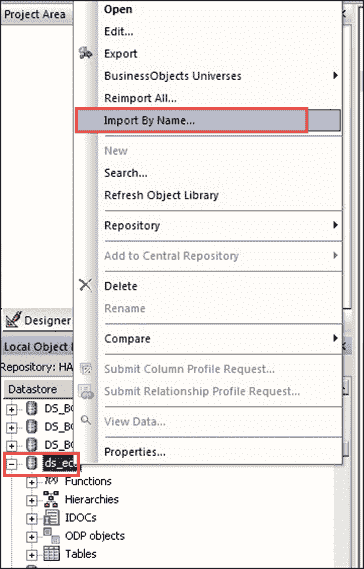 Project Area
Open
Edit...
Export
BusinessObjects Universes
Reimport All...
Import By Name...
New
Search...
Refresh Object Library
Repository
Add to Central Repository
Delete
Rename
Designer
Compare
Local Object
Submit Column Profile Request...
Repository: HA
Submit Relationship Profile Request...
Datastore
View Data...
DS_BO
DS_BO
DS_BO
Properties...
ds_ec
Functions
Hierarchies
IDOCs
ODP objects
Tables